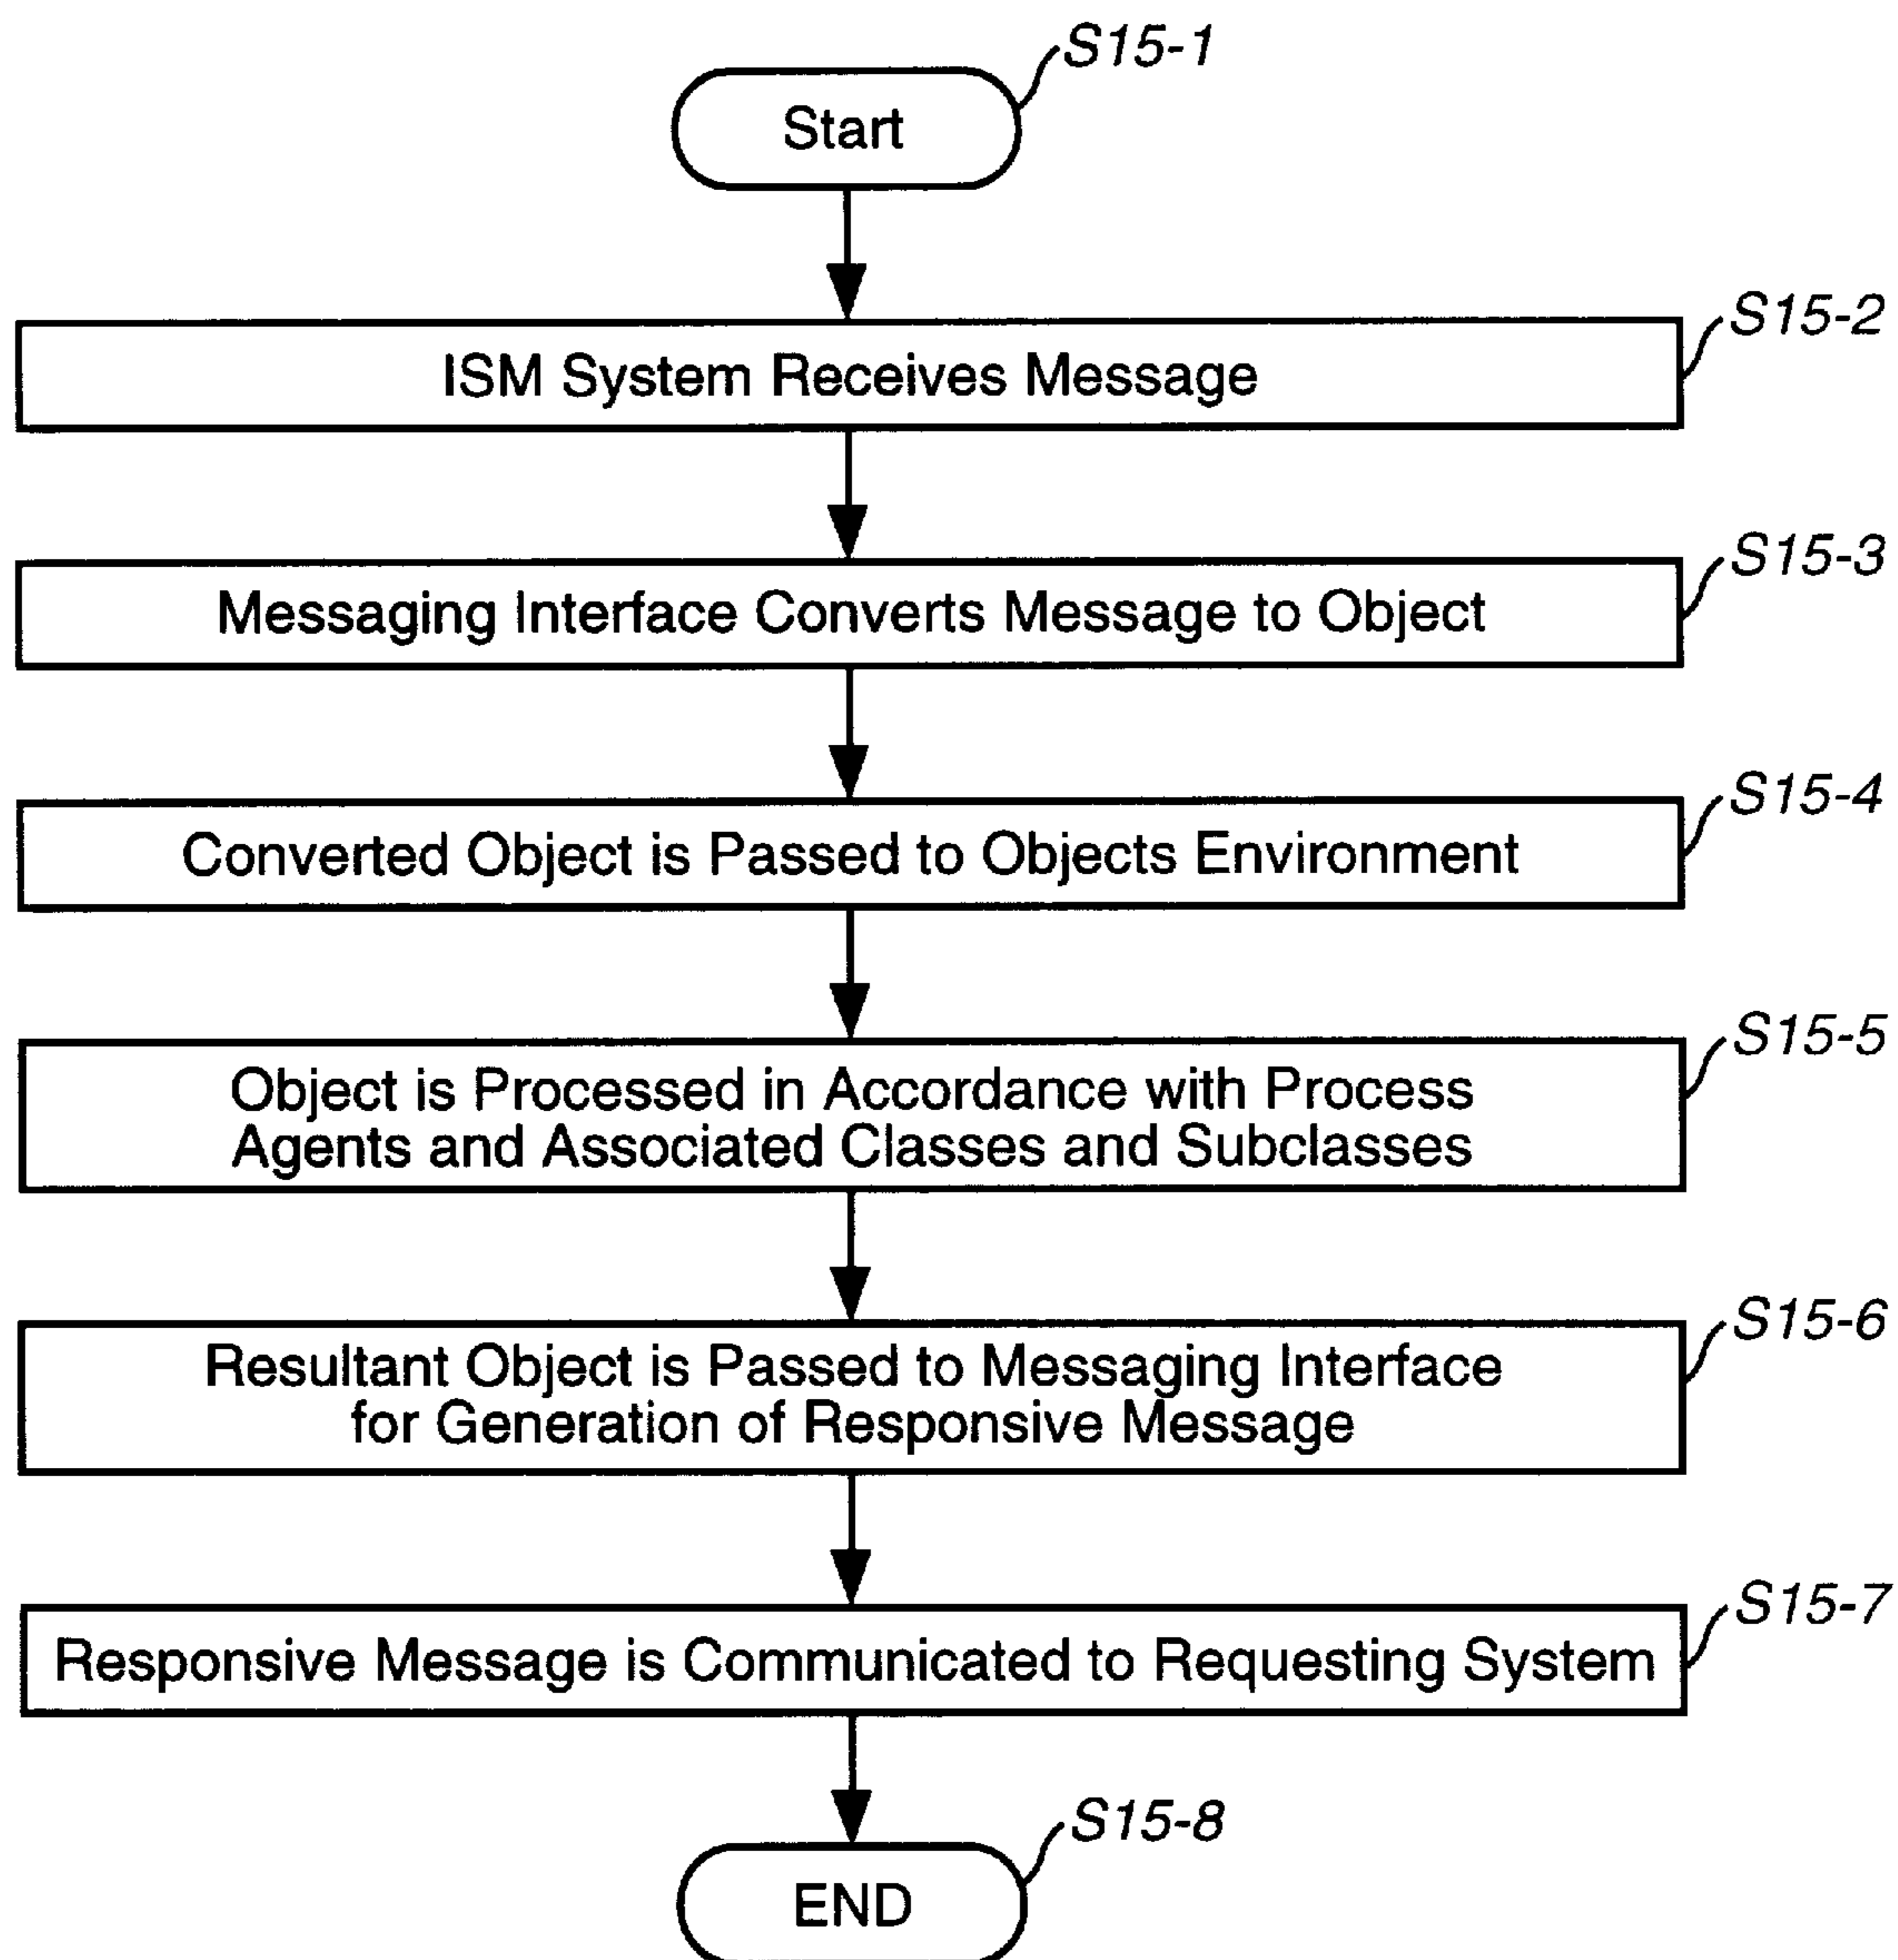 S15-1
Start
S15-2
ISM System Receives Message
S15-3
Messaging Interface Converts Message to Object
S15-4
Converted Object is Passed to Objects Environment
S15-5
Object is Processed in Accordance with Process
Agents and Associated Classes and Subclasses
S15-6
Resultant Object is Passed to Messaging Interface
for Generation of Responsive Message
S15-7
Responsive Message is Communicated to Requesting System
S15-8
END